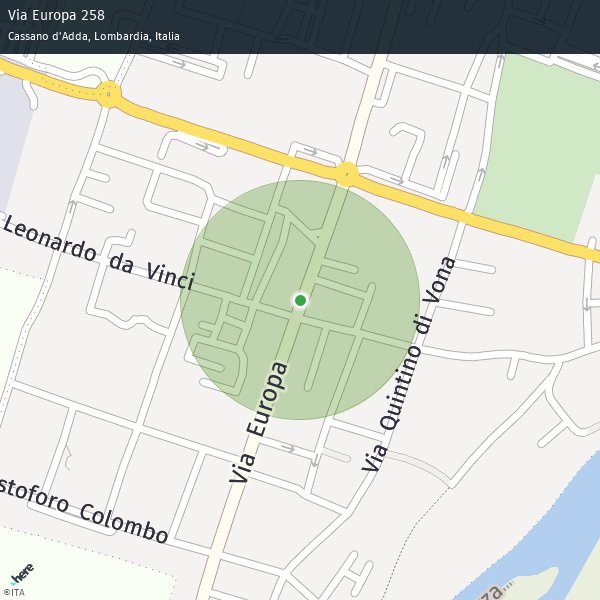 Via Europa 258
Cassano d'Adda, Lombardia, Italia
Leonardo da Vinci
Via Quintino di Vona
Via Europa
stoforo Colombo
zza
here
©ITA